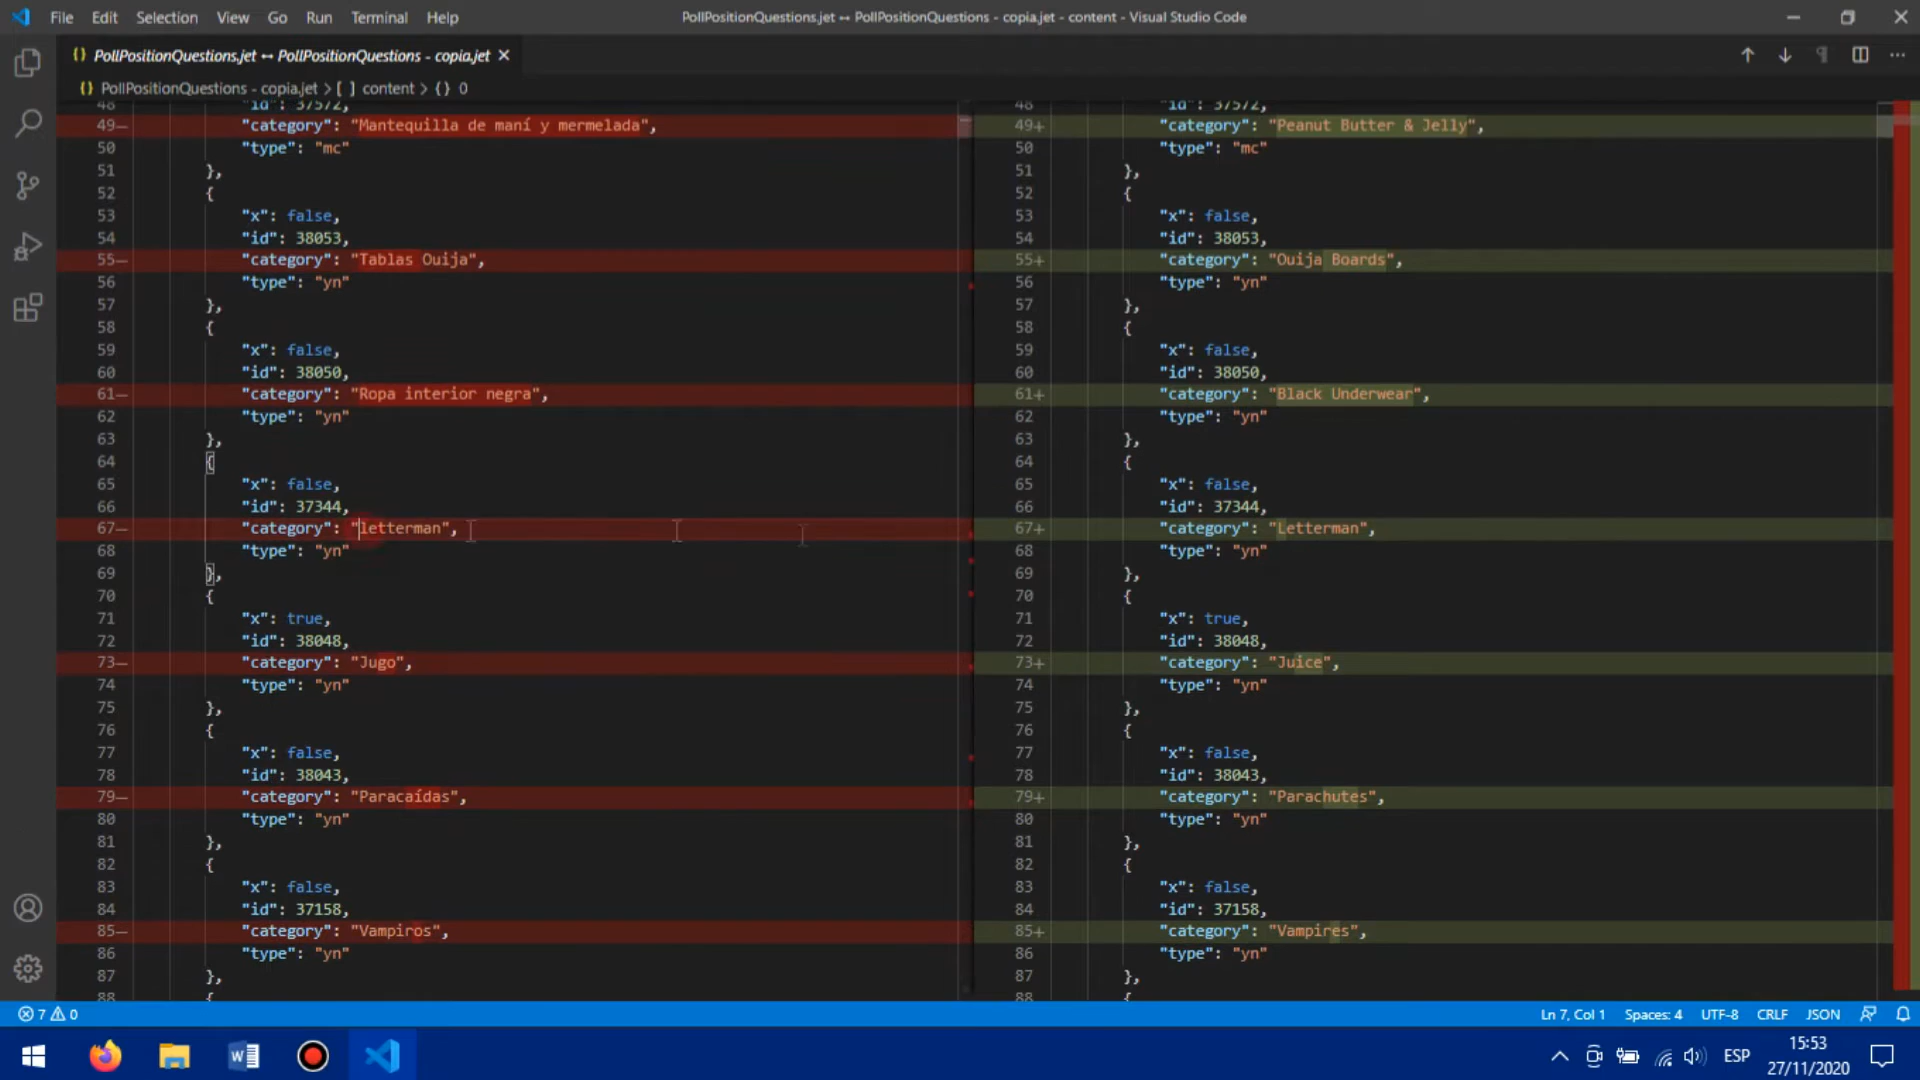 File Edit Selection View Go Run Terminal Help
PollPositionQuestions.jet ↔ PollPositionQuestions - copia.jet - content - Visual Studio Code
{} PollPositionQuestions.jet ↔ PollPositionQuestions - copia.jet
{} PollPositionQuestions - copia.jet > [ ] content > {} 0
48 "id": 37572,
49— "category": "Mantequilla de maní y mermelada",
50 "type": "mc"
51 },
52 {
53 "x": false,
54 "id": 38053,
55— "category": "Tablas Ouija",
56 "type": "yn"
57 },
58 {
59 "x": false,
60 "id": 38050,
61— "category": "Ropa interior negra",
62 "type": "yn"
63 },
64 {
65 "x": false,
66 "id": 37344,
67— "category": "letterman",
68 "type": "yn"
69 },
70 {
71 "x": true,
72 "id": 38048,
73— "category": "Jugo",
74 "type": "yn"
75 },
76 {
77 "x": false,
78 "id": 38043,
79— "category": "Paracaídas",
80 "type": "yn"
81 },
82 {
83 "x": false,
84 "id": 37158,
85— "category": "Vampiros",
86 "type": "yn"
87 },
88 {
48 "id": 37572,
49+ "category": "Peanut Butter & Jelly",
50 "type": "mc"
51 },
52 {
53 "x": false,
54 "id": 38053,
55+ "category": "Ouija Boards",
56 "type": "yn"
57 },
58 {
59 "x": false,
60 "id": 38050,
61+ "category": "Black Underwear",
62 "type": "yn"
63 },
64 {
65 "x": false,
66 "id": 37344,
67+ "category": "Letterman",
68 "type": "yn"
69 },
70 {
71 "x": true,
72 "id": 38048,
73+ "category": "Juice",
74 "type": "yn"
75 },
76 {
77 "x": false,
78 "id": 38043,
79+ "category": "Parachutes",
80 "type": "yn"
81 },
82 {
83 "x": false,
84 "id": 37158,
85+ "category": "Vampires",
86 "type": "yn"
87 },
88 {
7 0 Ln 7, Col 1 Spaces: 4 UTF-8 CRLF JSON
ESP 15:53
27/11/2020